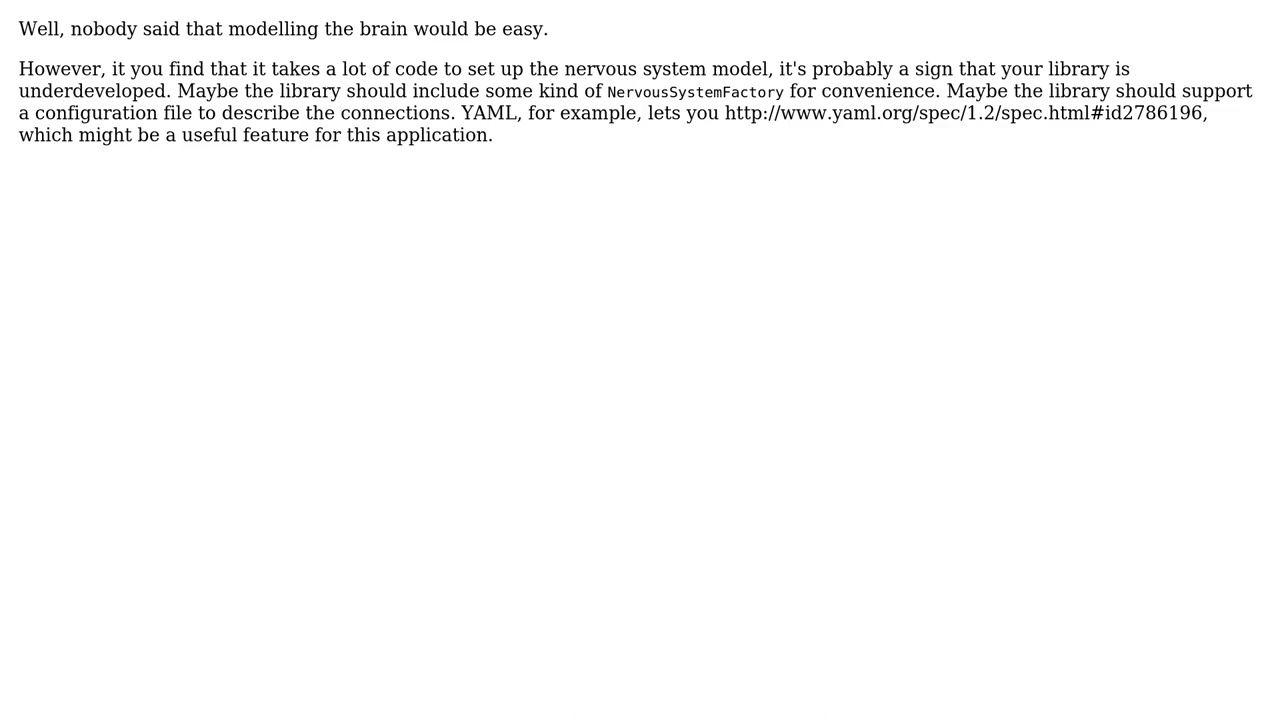 Well, nobody said that modelling the brain would be easy.
However, it you find that it takes a lot of code to set up the nervous system model, it's probably a sign that your library is
underdeveloped. Maybe the library should include some kind of NervousSystemFactory for convenience. Maybe the library should support
a configuration file to describe the connections. YAML, for example, lets you http://www.yaml.org/spec/1.2/spec.html#id2786196,
which might be a useful feature for this application.